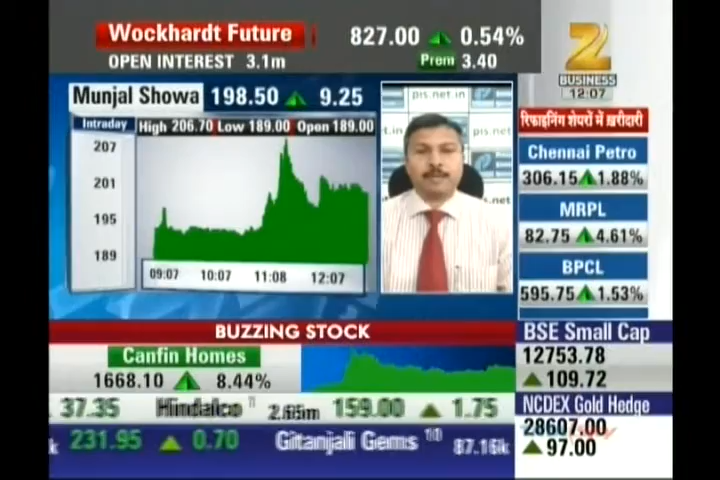 Wockhardt Future 827.00 0.54%
OPEN INTEREST 3.1m Prem 3.40
Z
BUSINESS
12:07
Munjal Showa 198.50 9.25
Intraday High 206.70 Low 189.00 Open 189.00
207
201
195
189
09:07 10:07 11:08 12:07
pis.net.in
रिफाइनिंग शेयरों में ख़रीदारी
Chennai Petro
306.15 1.88%
MRPL
82.75 4.61%
BPCL
595.75 1.53%
BUZZING STOCK
Canfin Homes
1668.10 8.44%
BSE Small Cap
12753.78
109.72
NCDEX Gold Hedge
28607.00
97.00
37.35 Hindalco 2.65m 159.00 1.75
k 231.95 0.70 Gitanjali Gems 87.16k